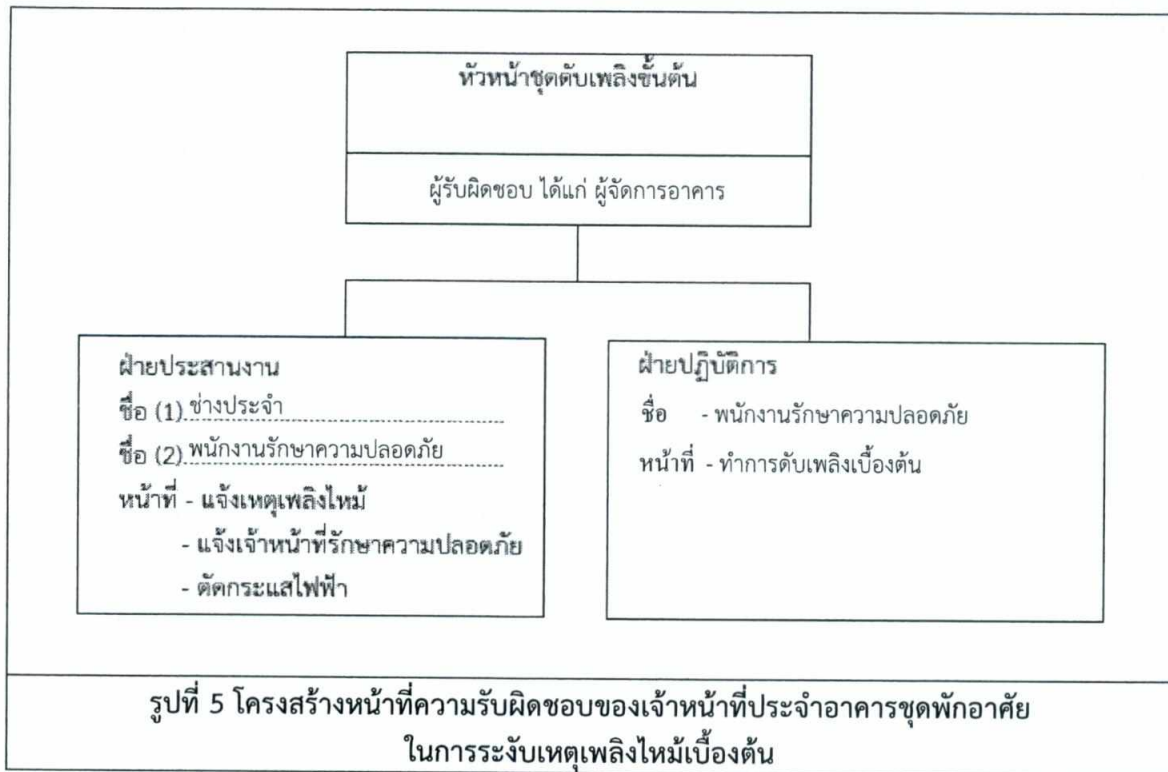 หัวหน้าชุดดับเพลิงขั้นต้น
ผู้รับผิดชอบ ได้แก่ ผู้จัดการอาคาร
ฝ่ายประสานงาน
ชื่อ (1) ช่างประจำ
ชื่อ (2) พนักงานรักษาความปลอดภัย
หน้าที่ - แจ้งเหตุเพลิงไหม้
- แจ้งเจ้าหน้าที่รักษาความปลอดภัย
- ตัดกระแสไฟฟ้า
ฝ่ายปฏิบัติการ
ชื่อ - พนักงานรักษาความปลอดภัย
หน้าที่ - ทำการดับเพลิงเบื้องต้น
รูปที่ 5 โครงสร้างหน้าที่ความรับผิดชอบของเจ้าหน้าที่ประจำอาคารชุดพักอาศัย
ในการระงับเหตุเพลิงไหม้เบื้องต้น